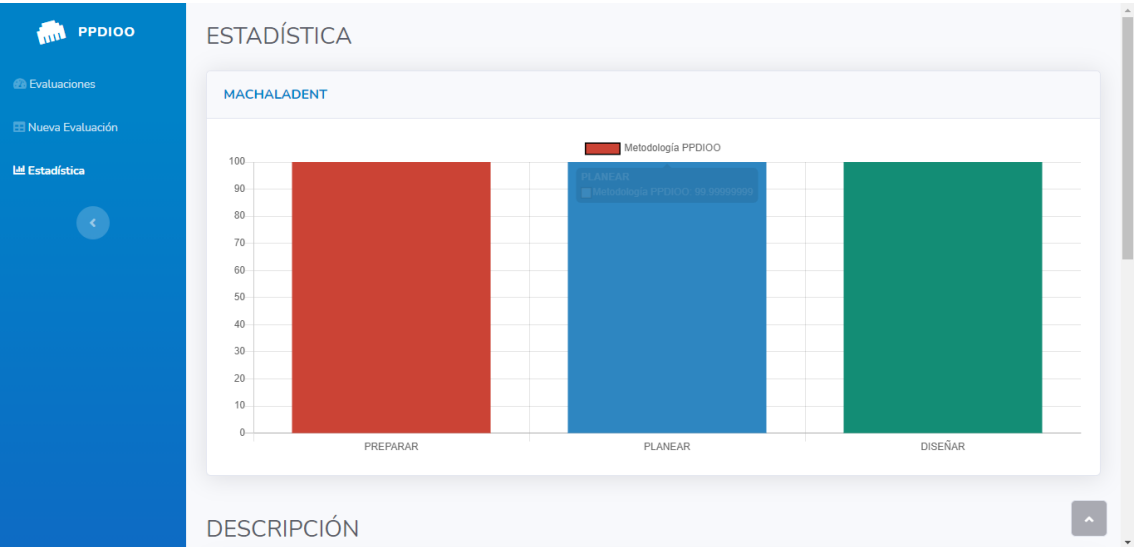 PPDIOO
Evaluaciones
Nueva Evaluación
Estadística
ESTADÍSTICA
MACHALADENT
Metodología PPDIOO
100
90
80
70
60
50
40
30
20
10
0
PLANEAR
Metodología PPDIOO: 99.99999999
PREPARAR
PLANEAR
DISEÑAR
DESCRIPCIÓN